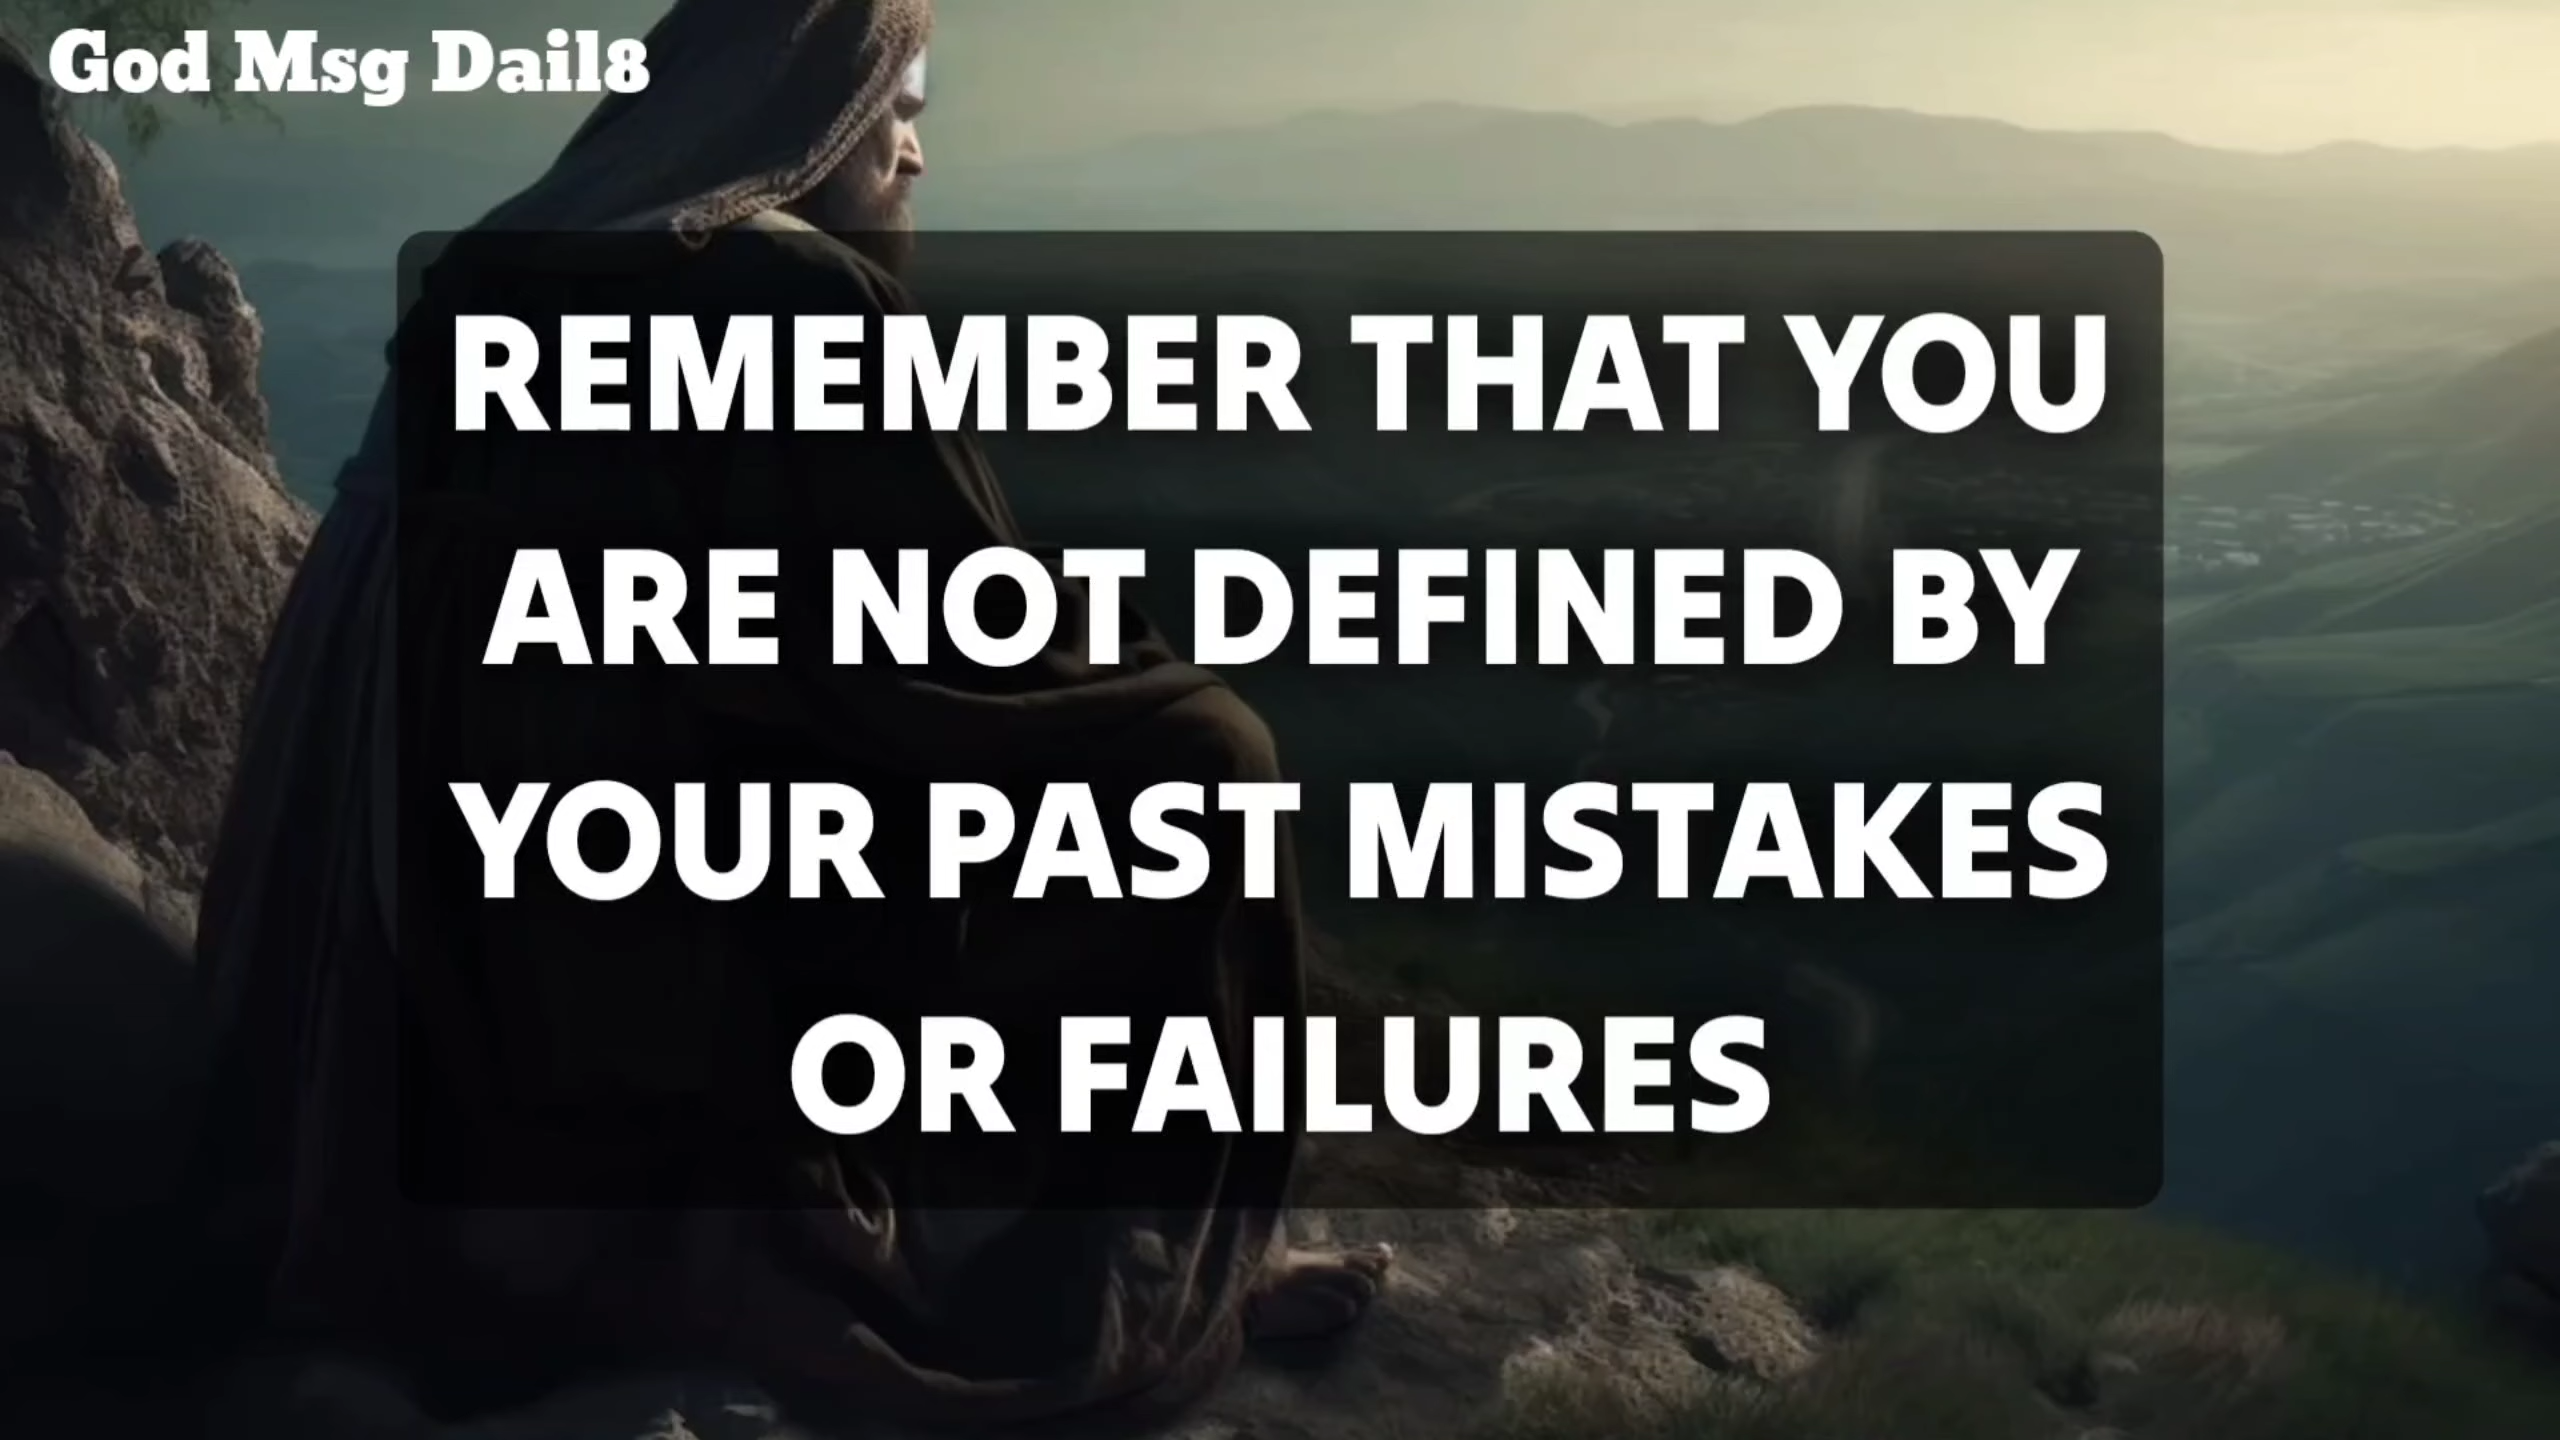 God Msg Dail8
REMEMBER THAT YOU
ARE NOT DEFINED BY
YOUR PAST MISTAKES
OR FAILURES